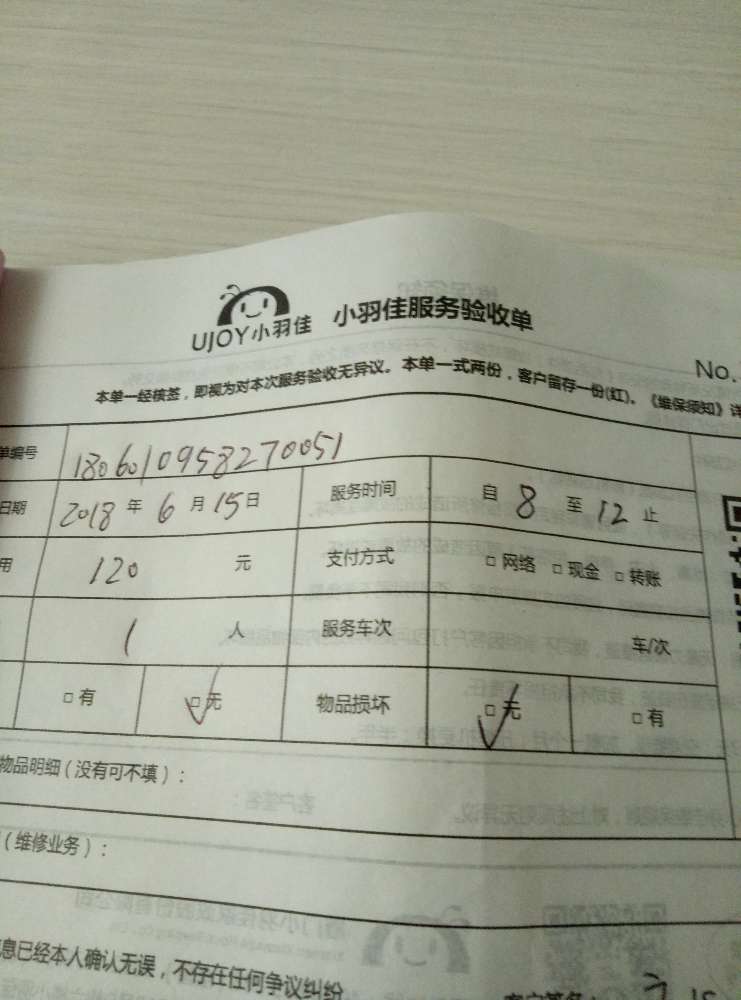 UJOY小羽佳 小羽佳服务验收单
No.
本单一经核签，即视为对本次服务验收无异议。本单一式两份，客户留存一份(红)。《维保须知》详
单编号 1806010958270051
日期 2018 年 6 月 15 日 服务时间 自 8 至 12 止
用 120 元 支付方式 □ 网络 □ 现金 □ 转账
1 人 服务车次 车/次
□ 有 □ 无 物品损坏 □ 无 □ 有
物品明细（没有可不填）：
（维修业务）：
息已经本人确认无误，不存在任何争议纠纷
客户签名：